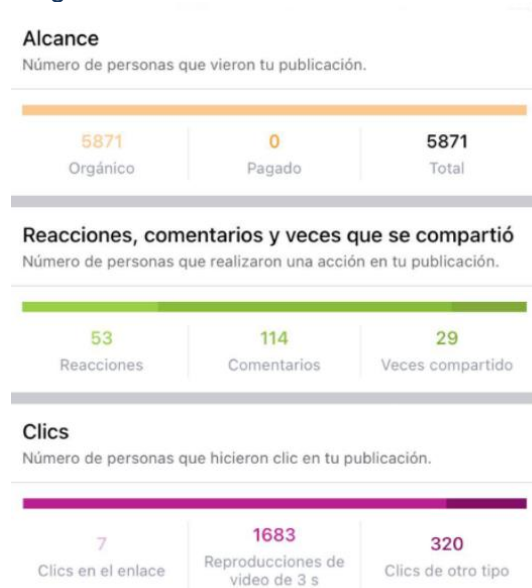 Alcance
Número de personas que vieron tu publicación.
5871 0 5871
Orgánico Pagado Total
Reacciones, comentarios y veces que se compartió
Número de personas que realizaron una acción en tu publicación.
53 114 29
Reacciones Comentarios Veces compartido
Clics
Número de personas que hicieron clic en tu publicación.
7 1683 320
Clics en el enlace Reproducciones de video de 3 s Clics de otro tipo